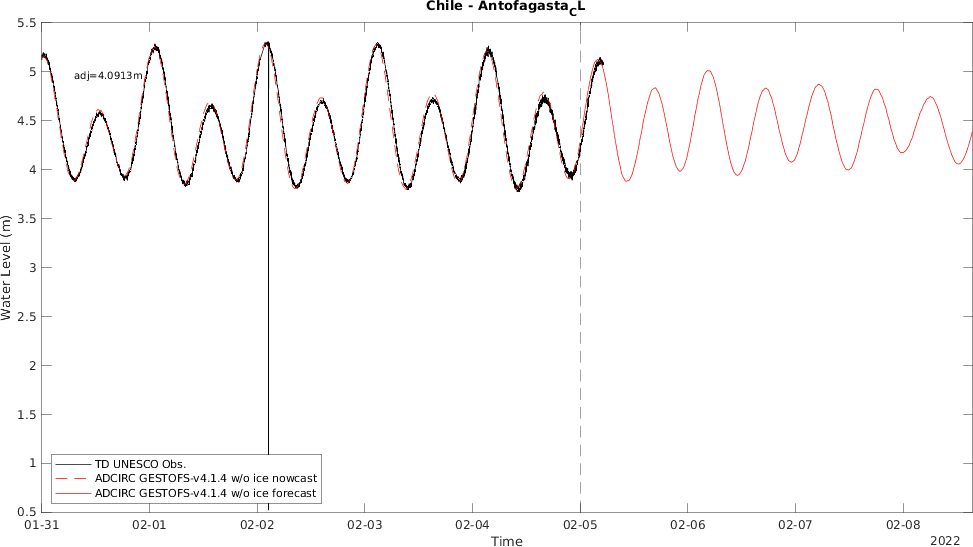 Chile - Antofagasta_CL
5.5
5
4.5
4
3.5
3
2.5
2
1.5
1
0.5
adj=4.0913m
Water Level (m)
TD UNESCO Obs.
ADCIRC GESTOFS-v4.1.4 w/o ice nowcast
ADCIRC GESTOFS-v4.1.4 w/o ice forecast
01-31 02-01 02-02 02-03 02-04 02-05 02-06 02-07 02-08
Time
2022